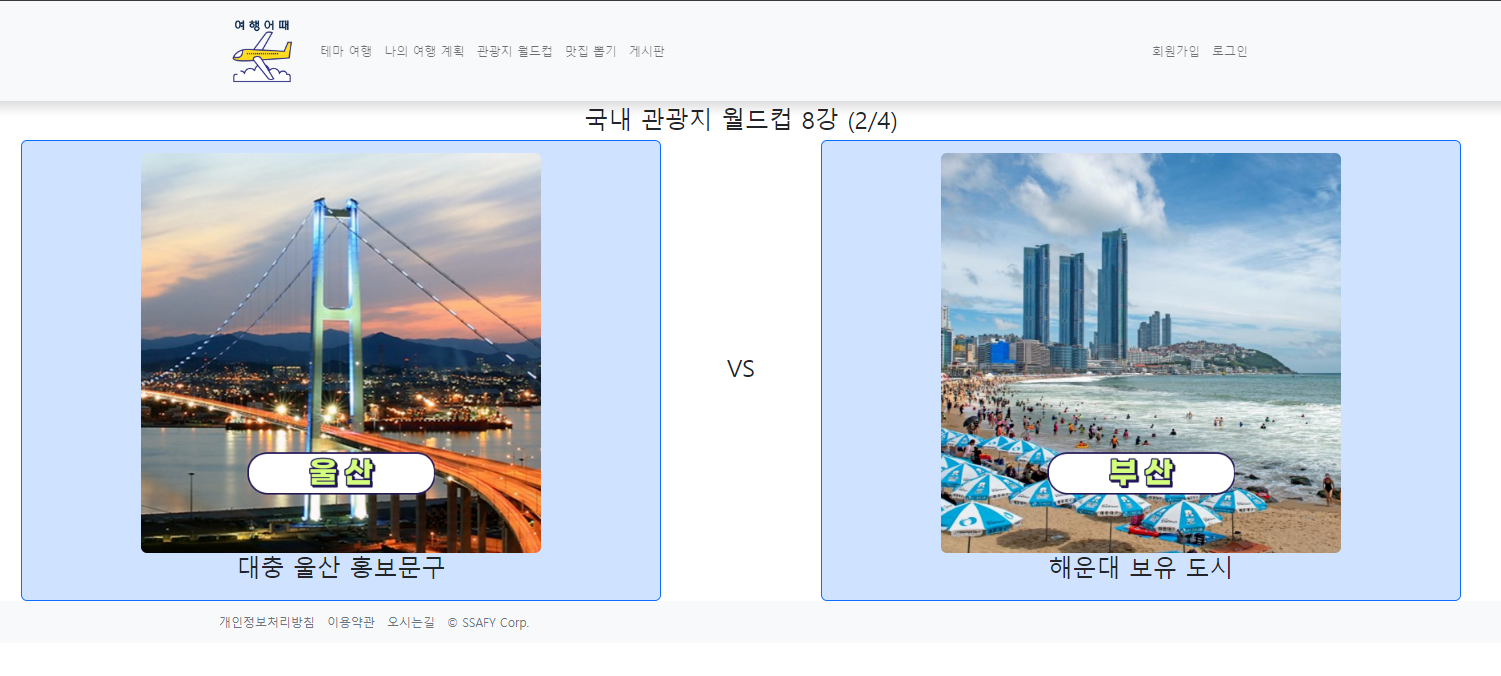 여행어때
테마 여행 나의 여행 계획 관광지 월드컵 맛집 뽑기 게시판 회원가입 로그인
국내 관광지 월드컵 8강 (2/4)
울산
VS
부산
대충 울산 홍보문구
해운대 보유 도시
개인정보처리방침 이용약관 오시는길 © SSAFY Corp.